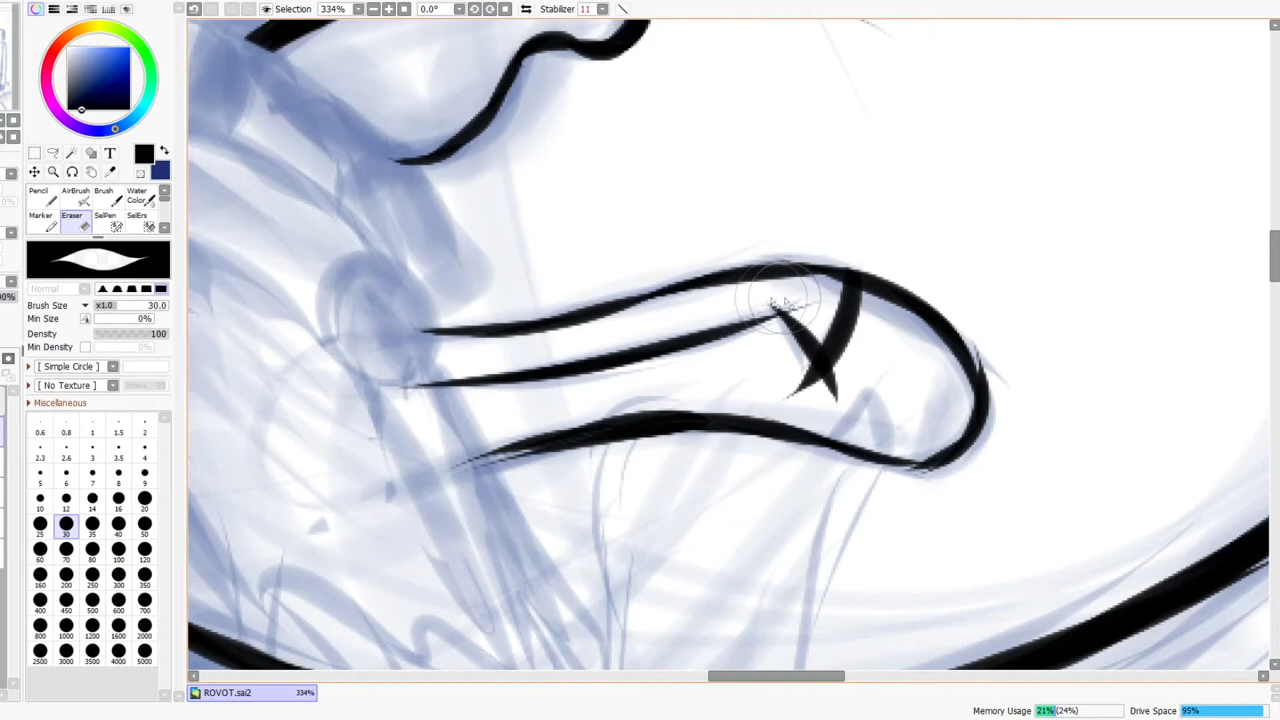 Selection 334% 0.0° Stabilizer 11
T
Pencil AirBrush Brush Water Color
Marker Eraser SelPen SelErs
Normal
Brush Size x1.0 30.0
Min Size 0%
Density 100
Min Density 0%
[ Simple Circle ]
[ No Texture ]
Miscellaneous
0.6 0.8 1 1.5 2
2.3 2.6 3 3.5 4
5 6 7 8 9
10 12 14 16 20
25 30 35 40 50
60 70 80 100 120
160 200 250 300 350
400 450 500 600 700
800 1000 1200 1600 2000
2500 3000 3500 4000 5000
ROVOT.sai2 334%
Memory Usage 21% (24%) Drive Space 95%